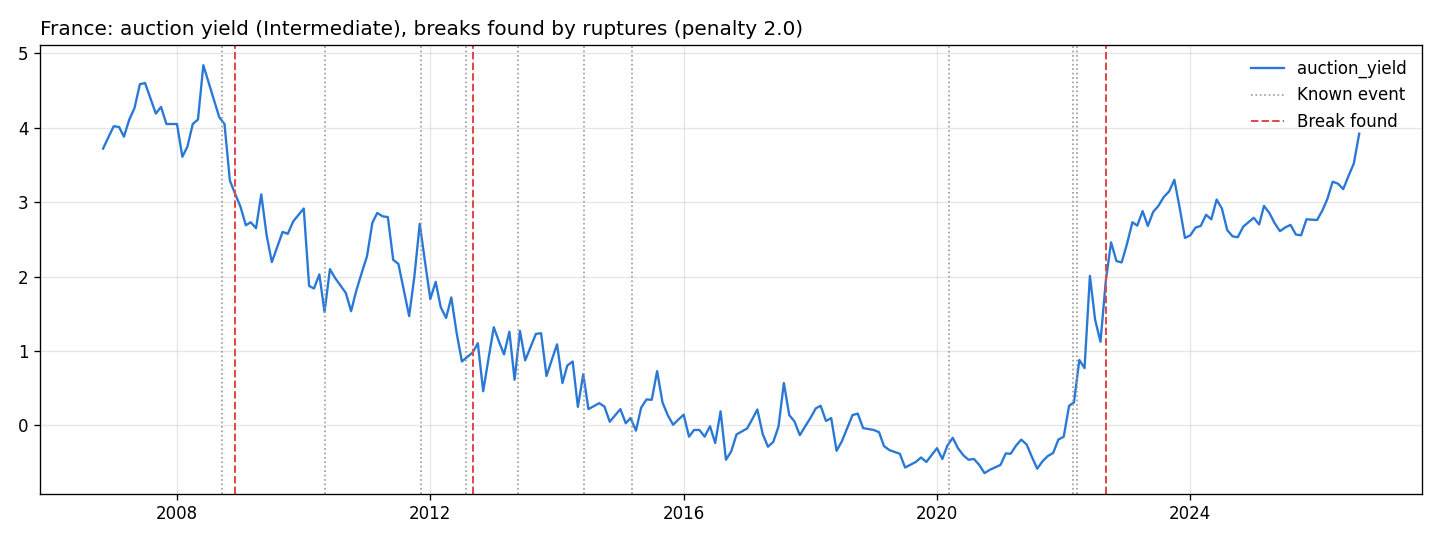 France: auction yield (Intermediate), breaks found by ruptures (penalty 2.0)
auction_yield
Known event
Break found
5
4
3
2
1
0
2008 2012 2016 2020 2024